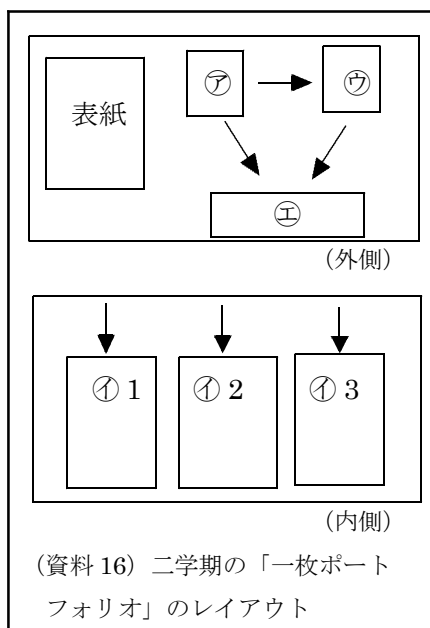 表紙
㋐
㋒
㋓
(外側)
㋑1
㋑2
㋑3
(内側)
(資料16)二学期の「一枚ポート
フォリオ」のレイアウト